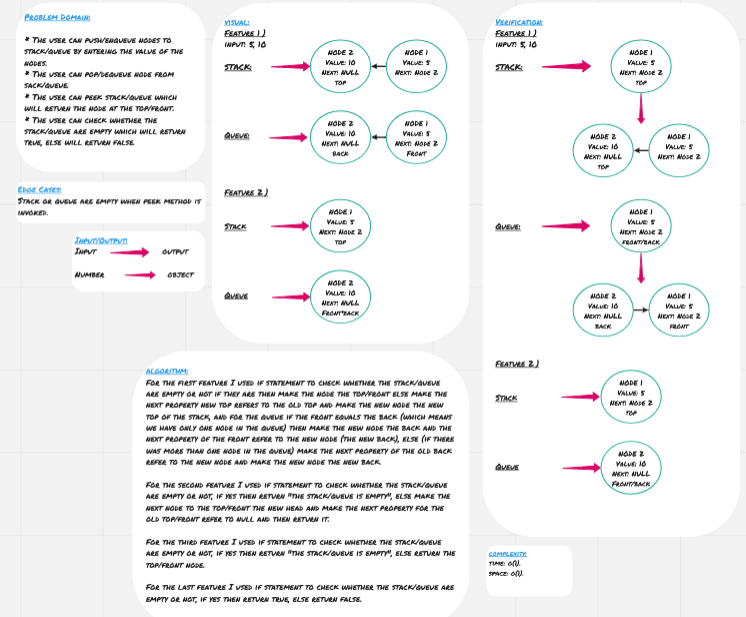 Problem Domain:
* The user can push/enqueue nodes to
stack/queue by entering the value of the
nodes.
* The user can pop/dequeue node from
sack/queue.
* The user can peek stack/queue which
will return the node at the top/front.
* The user can check whether the
stack/queue are empty which will return
true, else will return false.
Edge Cases:
Stack or queue are empty when peek method is
invoked.
Input/Output:
Input output
Number object
visual:
Feature 1)
input: 5, 10
Stack:
Node 2
Value: 10
Next: NULL
top
Node 1
Value: 5
Next: Node 2
Queue:
Node 2
Value: 10
Next: NULL
back
Node 1
Value: 5
Next: Node 2
Front
Feature 2)
Stack
Node 1
Value: 5
Next: Node 2
top
Queue
Node 2
Value: 10
Next: NULL
Front*back
algorithm:
For the first feature I used if statement to check whether the stack/queue
are empty or not if they are then make the node the top/front else make the
next property new top refers to the old top and make the new node the new
top of the stack, and for the queue if the front equals the back (which means
we have only one node in the queue) then make the new node the back and the
next property of the front refer to the new node (the new back), else (if there
was more than one node in the queue) make the next property of the old back
refer to the new node and make the new node the new back.
For the second feature I used if statement to check whether the stack/queue
are empty or not, if yes then return "the stack/queue is empty", else make the
next node to the top/front the new head and make the next property for the
old top/front refer to null and then return it.
For the third feature I used if statement to check whether the stack/queue
are empty or not, if yes then return "the stack/queue is empty", else return the
top/front node.
For the last feature I used if statement to check whether the stack/queue are
empty or not, if yes then return true, else return false.
Verification:
Feature 1)
input: 5, 10
Stack:
Node 1
Value: 5
Next: Node 2
top
Node 2
Value: 10
Next: NULL
top
Node 1
Value: 5
Next: Node 2
Queue:
Node 1
Value: 5
Next: Node 2
front/back
Node 2
Value: 10
Next: NULL
back
Node 1
Value: 5
Next: Node 2
front
Feature 2)
Stack
Node 1
Value: 5
Next: Node 2
top
Queue
Node 2
Value: 10
Next: NULL
Front/back
complexity:
time: O(1).
space: O(1).